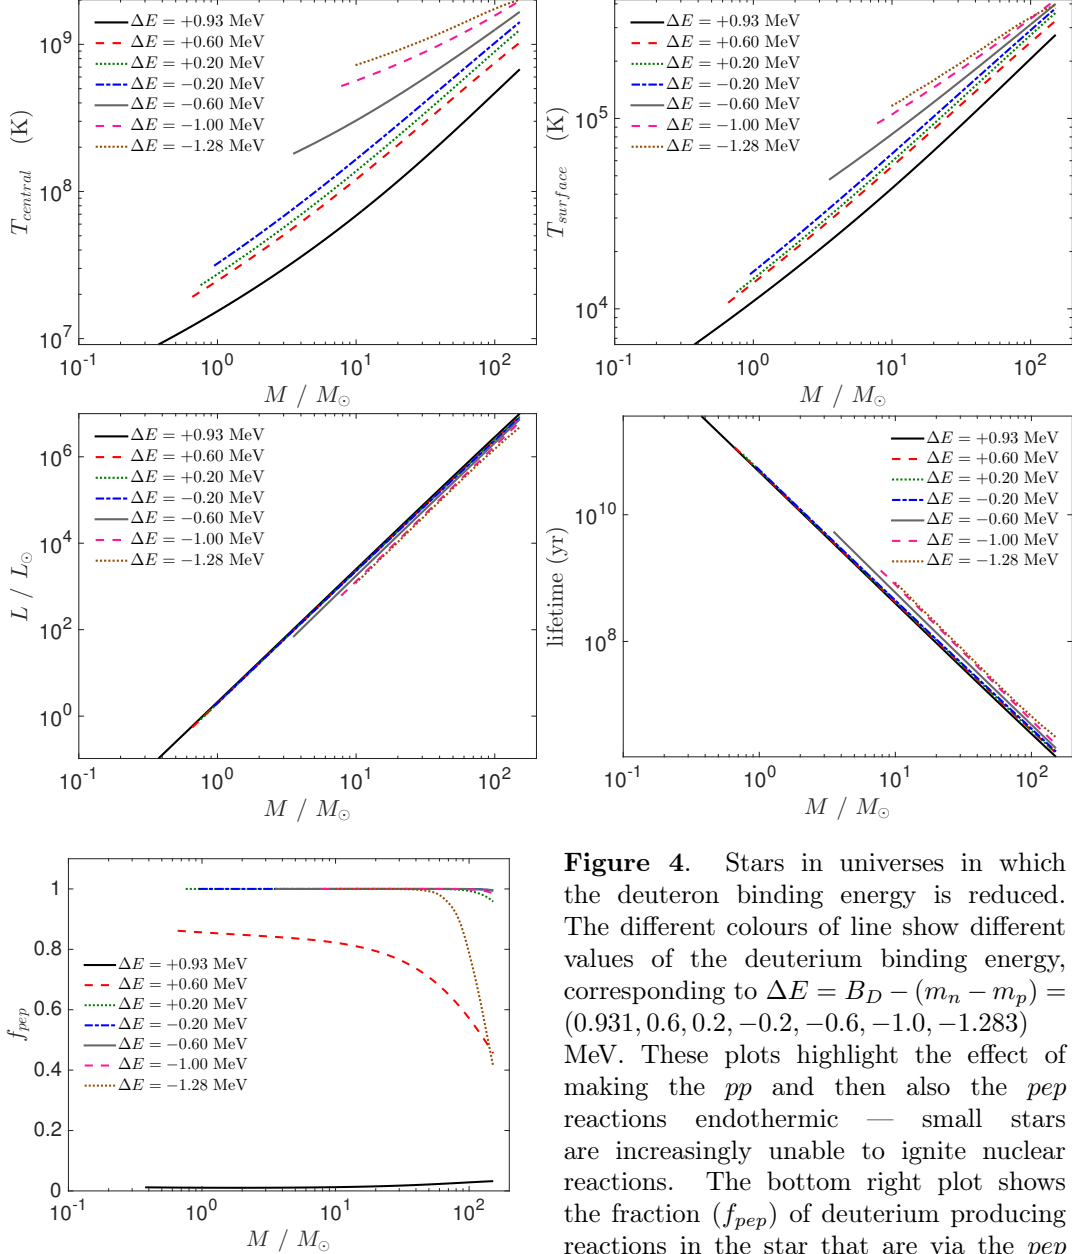 ΔE = +0.93 MeV
ΔE = +0.60 MeV
ΔE = +0.20 MeV
ΔE = −0.20 MeV
ΔE = −0.60 MeV
ΔE = −1.00 MeV
ΔE = −1.28 MeV
10^9
10^8
10^7
T_central (K)
10^-1
10^0
10^1
10^2
M / M_⊙
ΔE = +0.93 MeV
ΔE = +0.60 MeV
ΔE = +0.20 MeV
ΔE = −0.20 MeV
ΔE = −0.60 MeV
ΔE = −1.00 MeV
ΔE = −1.28 MeV
10^5
10^4
T_surface (K)
10^-1
10^0
10^1
10^2
M / M_⊙
ΔE = +0.93 MeV
ΔE = +0.60 MeV
ΔE = +0.20 MeV
ΔE = −0.20 MeV
ΔE = −0.60 MeV
ΔE = −1.00 MeV
ΔE = −1.28 MeV
10^6
10^4
10^2
10^0
L / L_⊙
10^-1
10^0
10^1
10^2
M / M_⊙
ΔE = +0.93 MeV
ΔE = +0.60 MeV
ΔE = +0.20 MeV
ΔE = −0.20 MeV
ΔE = −0.60 MeV
ΔE = −1.00 MeV
ΔE = −1.28 MeV
10^10
10^8
lifetime (yr)
10^-1
10^0
10^1
10^2
M / M_⊙
1
0.8
0.6
0.4
0.2
0
f_pep
ΔE = +0.93 MeV
ΔE = +0.60 MeV
ΔE = +0.20 MeV
ΔE = −0.20 MeV
ΔE = −0.60 MeV
ΔE = −1.00 MeV
ΔE = −1.28 MeV
10^-1
10^0
10^1
10^2
M / M_⊙
Figure 4. Stars in universes in which
the deuteron binding energy is reduced.
The different colours of line show different
values of the deuterium binding energy,
corresponding to ΔE = B_D − (m_n − m_p) =
(0.931, 0.6, 0.2, −0.2, −0.6, −1.0, −1.283)
MeV. These plots highlight the effect of
making the pp and then also the pep
reactions endothermic — small stars
are increasingly unable to ignite nuclear
reactions. The bottom right plot shows
the fraction (f_pep) of deuterium producing
reactions in the star that are via the pep